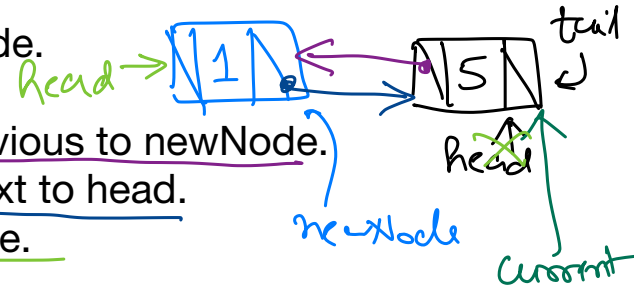 de.
head
1
5
tail
vious to newNode.
head
xt to head.
newNode
e.
current